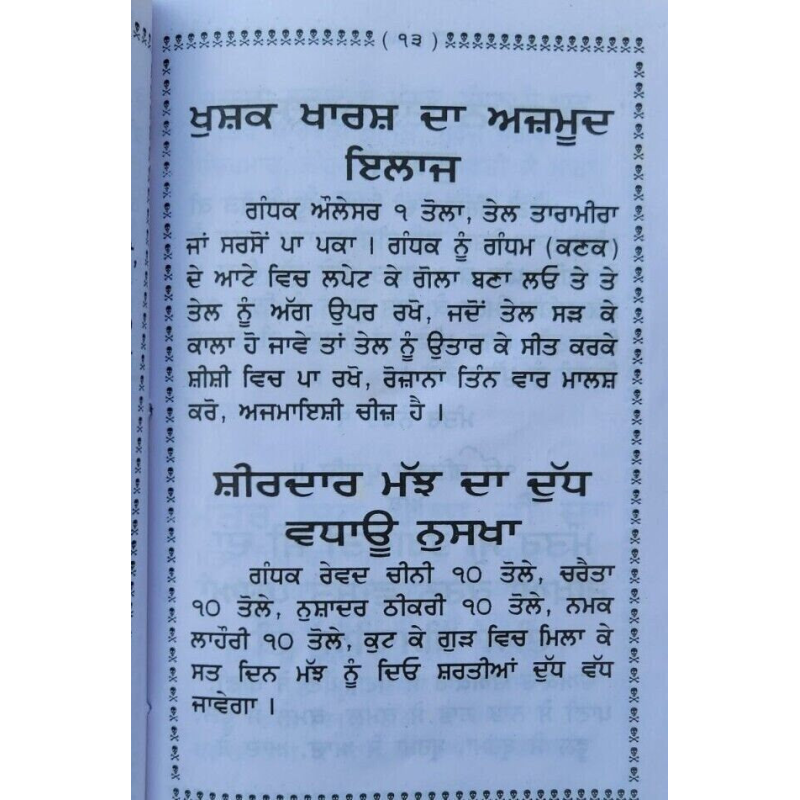 ( ੧੩ )
ਖੁਸ਼ਕ ਖਾਰਸ਼ ਦਾ ਅਜ਼ਮੂਦ
ਇਲਾਜ
ਗੰਧਕ ਔਲੇਸਰ ੧ ਤੋਲਾ, ਤੇਲ ਤਾਰਾਮੀਰਾ
ਜਾਂ ਸਰਸੋਂ ਪਾ ਪਕਾ । ਗੰਧਕ ਨੂੰ ਗੰਧਮ (ਕਣਕ)
ਦੇ ਆਟੇ ਵਿਚ ਲਪੇਟ ਕੇ ਗੋਲਾ ਬਣਾ ਲਓ ਤੇ ਤੇ
ਤੇਲ ਨੂੰ ਅੱਗ ਉਪਰ ਰਖੋ, ਜਦੋਂ ਤੇਲ ਸੜ ਕੇ
ਕਾਲਾ ਹੋ ਜਾਵੇ ਤਾਂ ਤੇਲ ਨੂੰ ਉਤਾਰ ਕੇ ਸੀਤ ਕਰਕੇ
ਸ਼ੀਸ਼ੀ ਵਿਚ ਪਾ ਰਖੋ, ਰੋਜ਼ਾਨਾ ਤਿੰਨ ਵਾਰ ਮਾਲਸ਼
ਕਰੋ, ਅਜਮਾਇਸ਼ੀ ਚੀਜ਼ ਹੈ ।
ਸ਼ੀਰਦਾਰ ਮੱਝ ਦਾ ਦੁੱਧ
ਵਧਾਊ ਨੁਸਖਾ
ਗੰਧਕ ਰੇਵਦ ਚੀਨੀ ੧੦ ਤੋਲੇ, ਚਰੈਤਾ
੧੦ ਤੋਲੇ, ਨੁਸ਼ਾਦਰ ਠੀਕਰੀ ੧੦ ਤੋਲੇ, ਨਮਕ
ਲਾਹੌਰੀ ੧੦ ਤੋਲੇ, ਕੁਟ ਕੇ ਗੁੜ ਵਿਚ ਮਿਲਾ ਕੇ
ਸਤ ਦਿਨ ਮੱਝ ਨੂੰ ਦਿਓ ਸ਼ਰਤੀਆਂ ਦੁੱਧ ਵੱਧ
ਜਾਵੇਗਾ ।